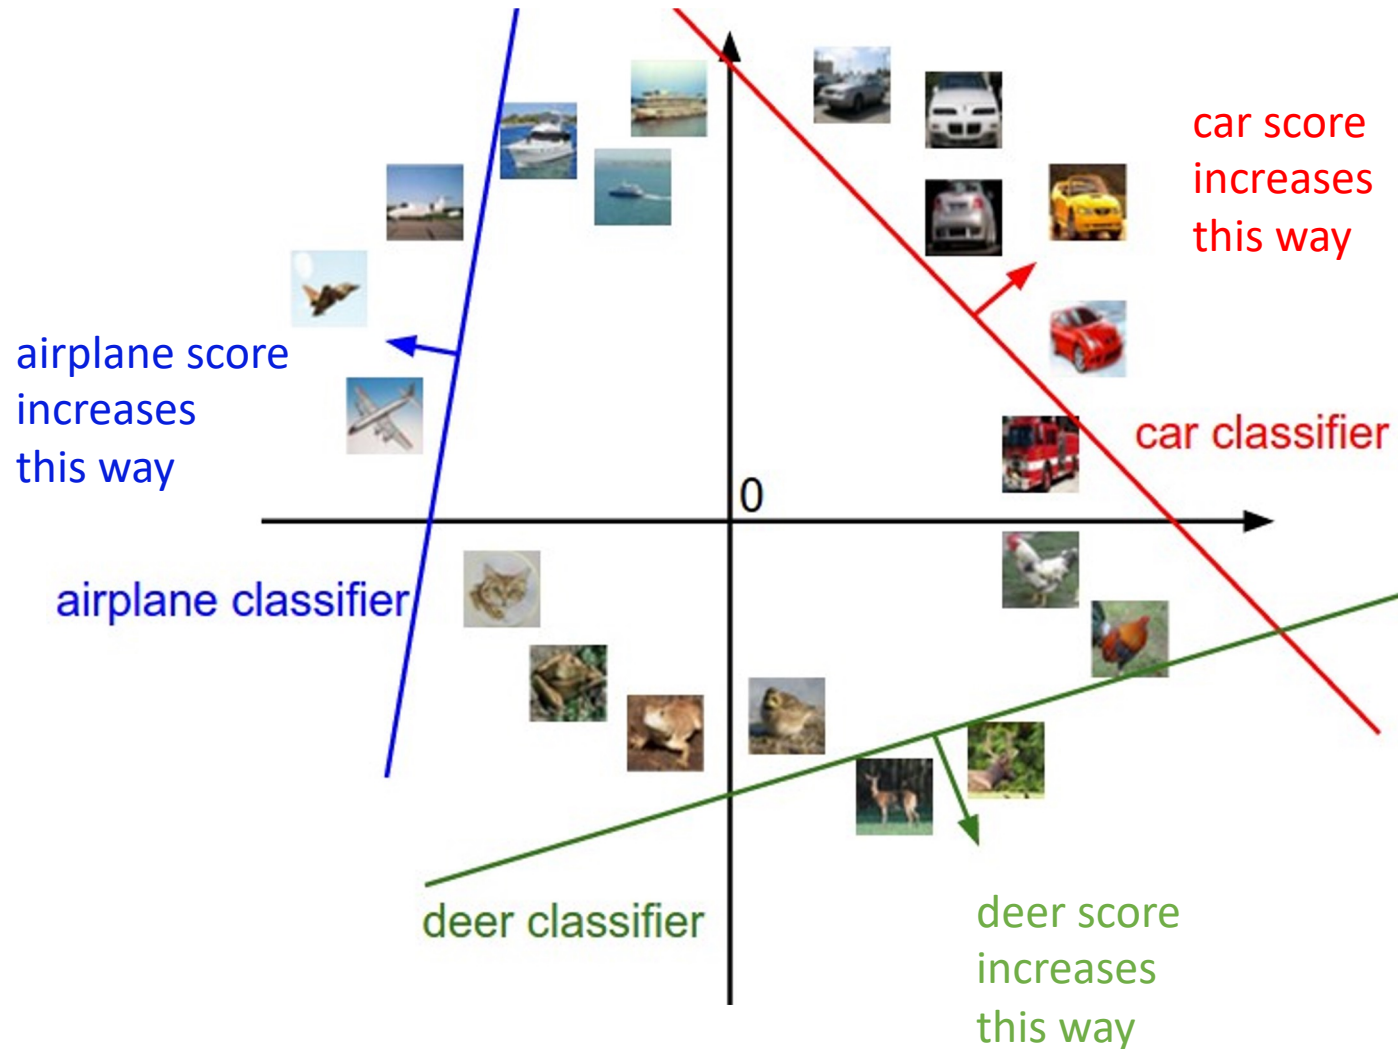 car score
increases
this way
airplane score
increases
this way
car classifier
0
airplane classifier
deer classifier
deer score
increases
this way